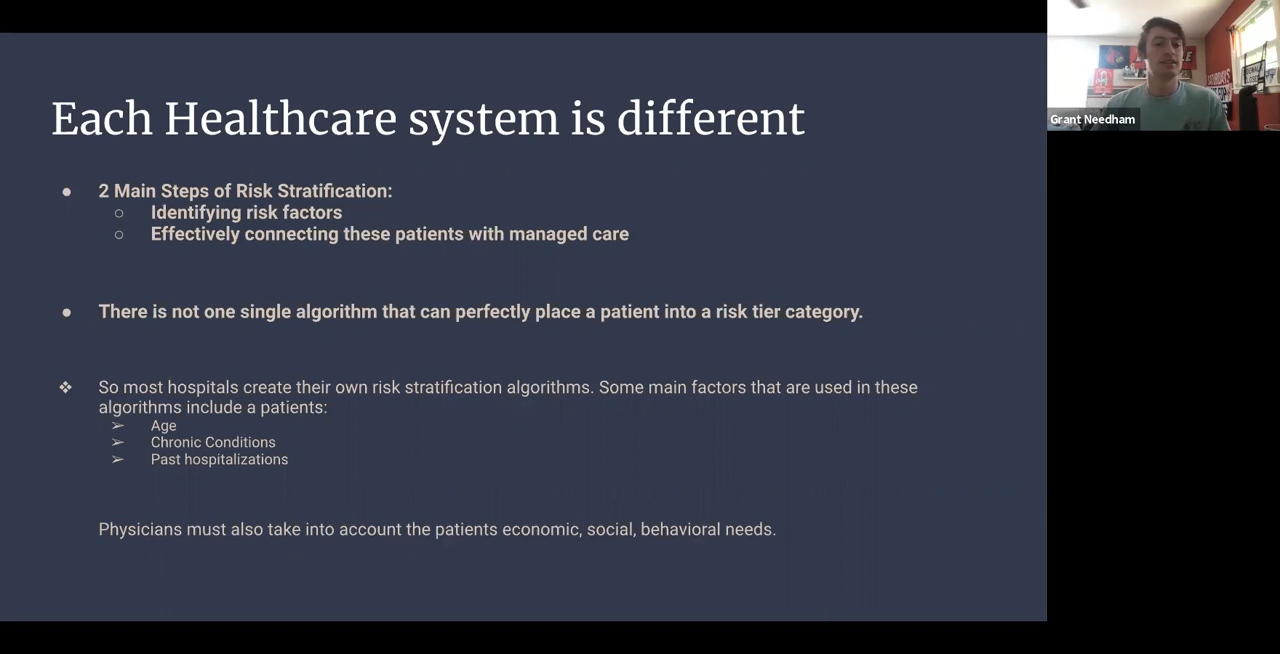 Each Healthcare system is different
2 Main Steps of Risk Stratification:
Identifying risk factors
Effectively connecting these patients with managed care
There is not one single algorithm that can perfectly place a patient into a risk tier category.
So most hospitals create their own risk stratification algorithms. Some main factors that are used in these
algorithms include a patients:
Age
Chronic Conditions
Past hospitalizations
Physicians must also take into account the patients economic, social, behavioral needs.
Grant Needham